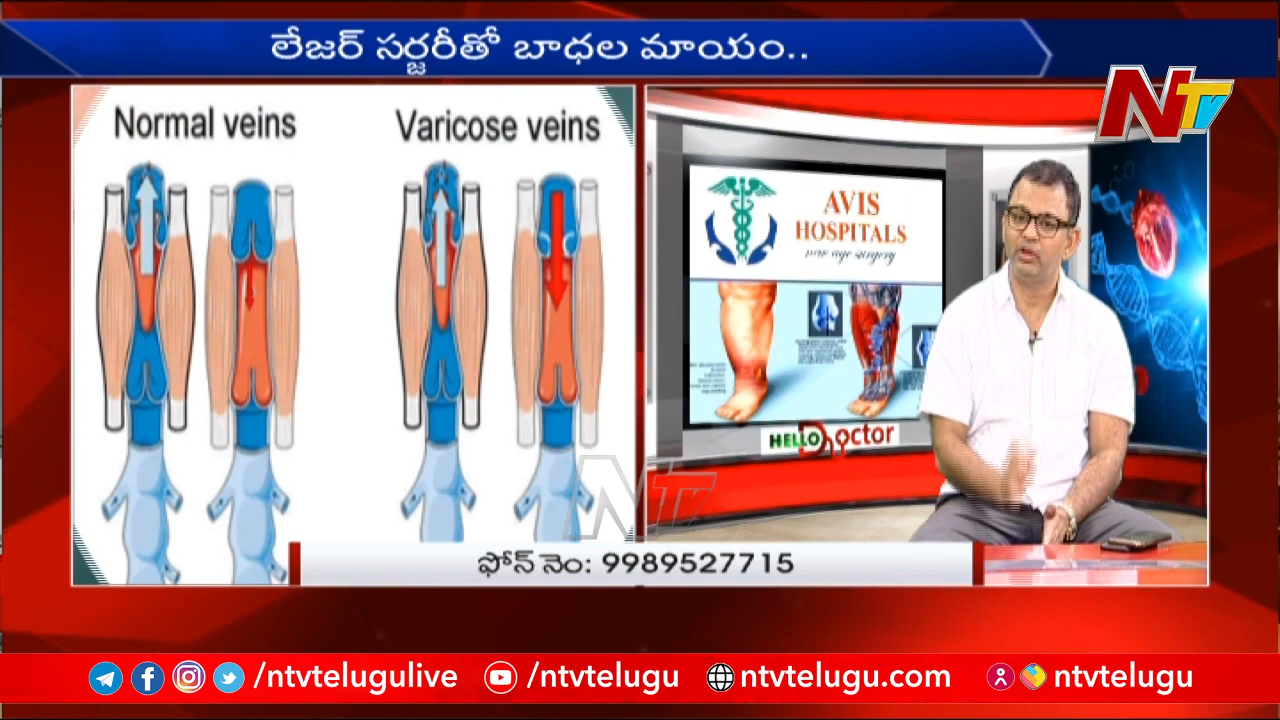 లేజర్ సర్జరీతో బాధల మాయం..
NTV
Normal veins
Varicose veins
AVIS
HOSPITALS
new age surgery
HELLO Doctor
NTV
ఫోన్ నెం: 9989527715
/ntvtelugulive
/ntvtelugu
ntvtelugu.com
ntvtelugu